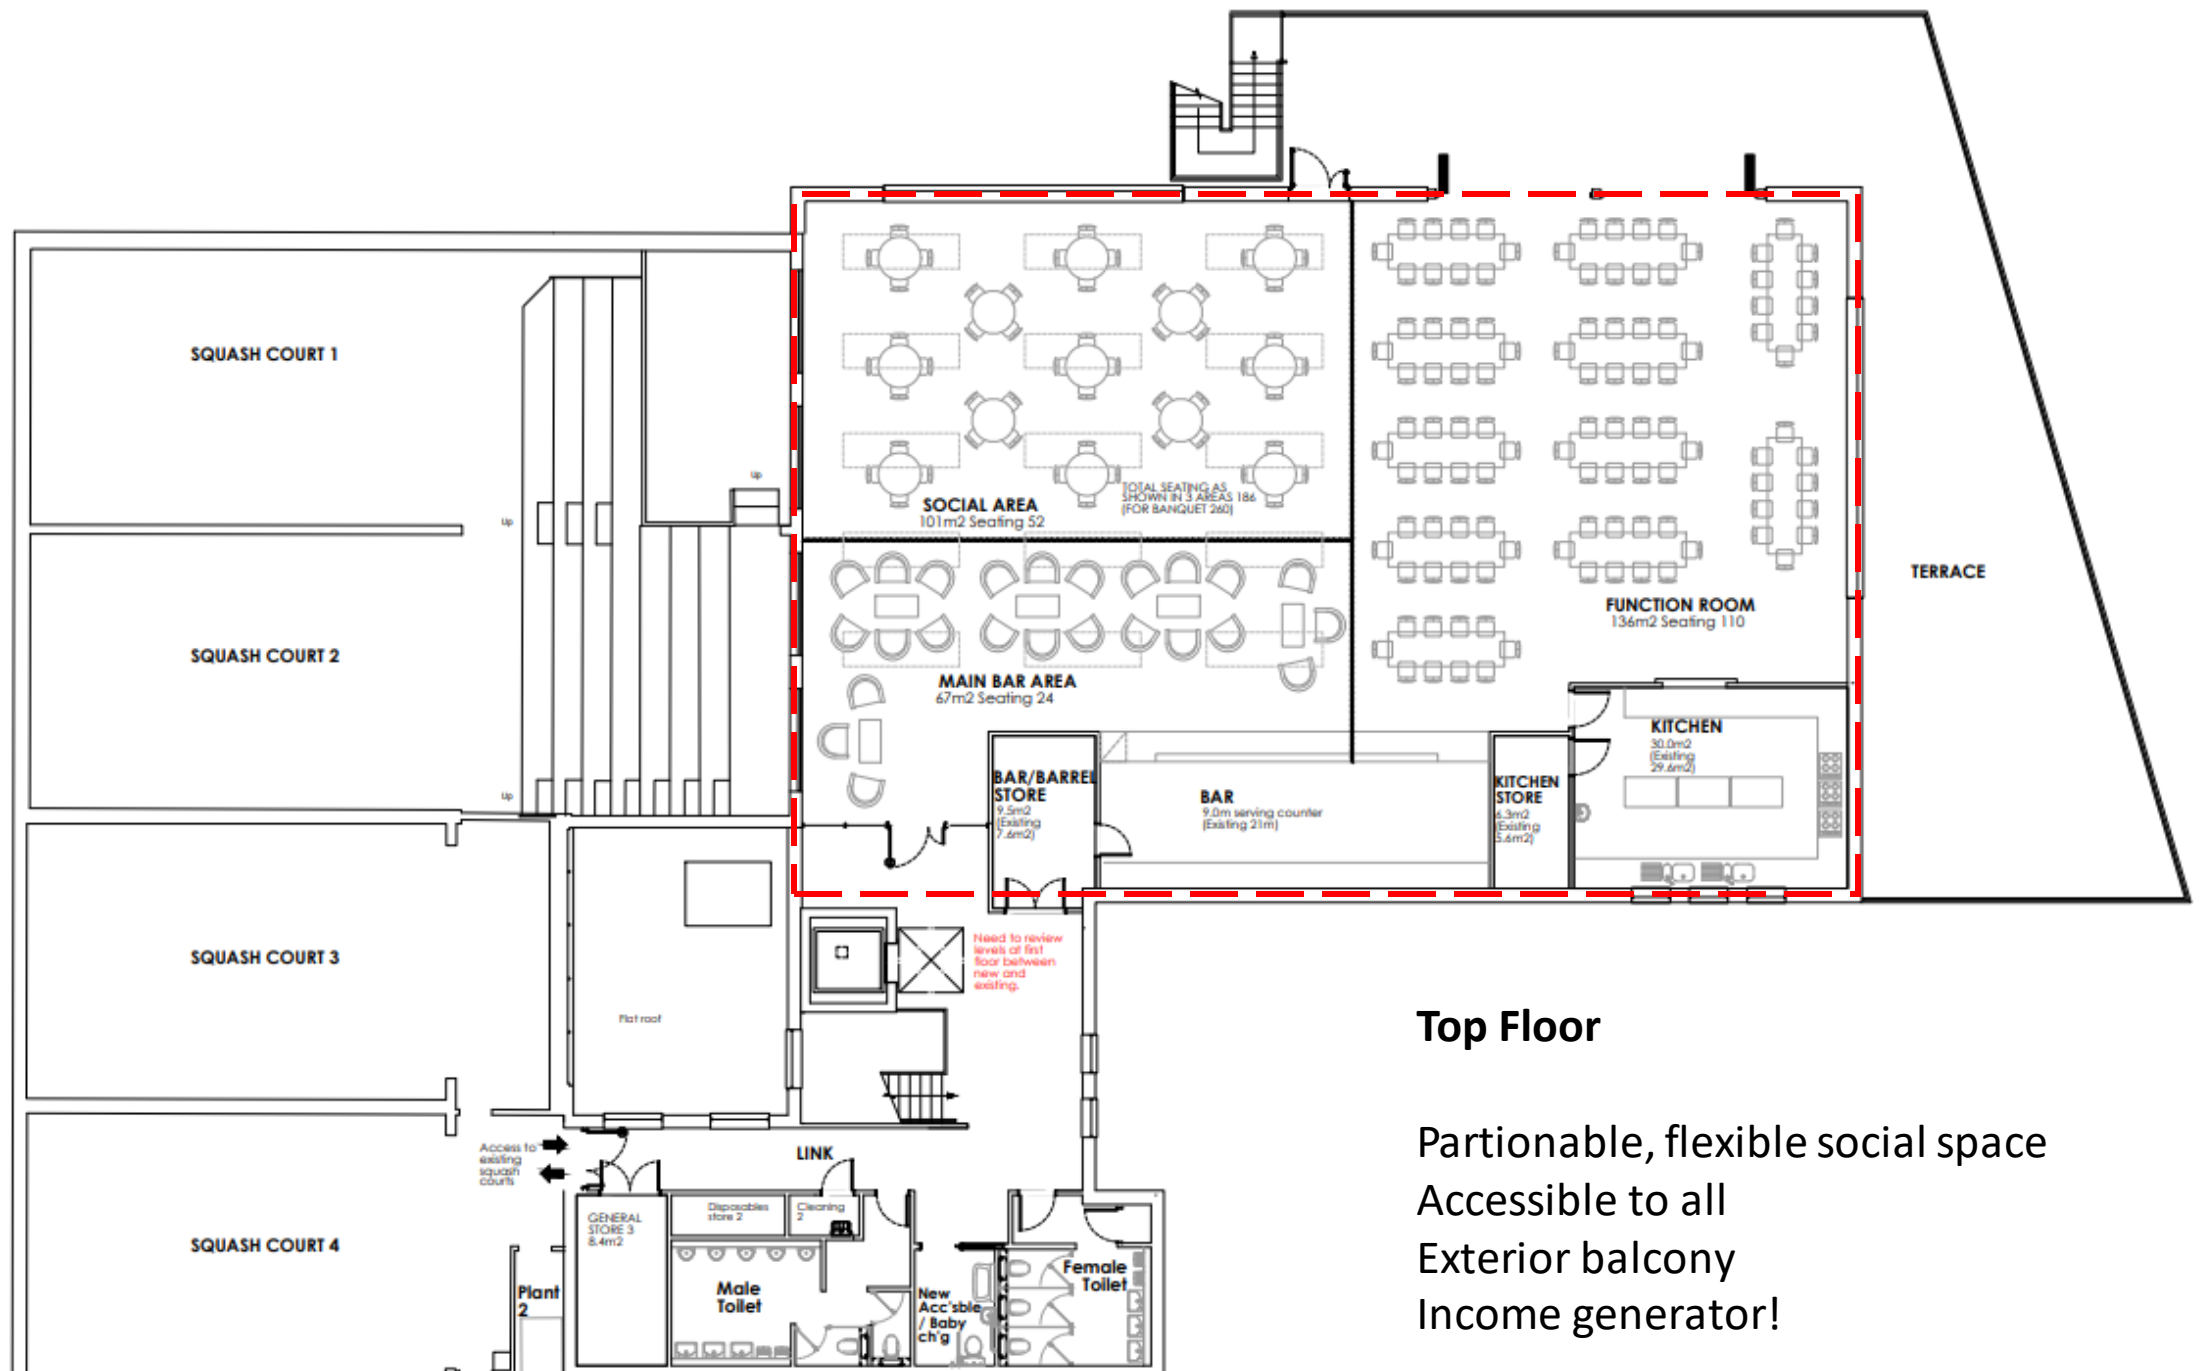 SQUASH COURT 1
Up
Up
SQUASH COURT 2
Up
SQUASH COURT 3
Flat roof
SQUASH COURT 4
SOCIAL AREA
101m2 Seating 52
TOTAL SEATING AS
SHOWN IN 3 AREAS 186
(FOR BANQUET 260)
MAIN BAR AREA
67m2 Seating 24
FUNCTION ROOM
136m2 Seating 110
TERRACE
BAR/BARREL
STORE
9.5m2
(Existing
7.6m2)
BAR
9.0m serving counter
(Existing 21m)
KITCHEN
STORE
6.3m2
(Existing
5.6m2)
KITCHEN
30.0m2
(Existing
29.6m2)
Need to review
levels at first
floor between
new and
existing.
Access to
existing
squash
courts
LINK
GENERAL
STORE 3
8.4m2
Disposables
store 2
Cleaning
2
Plant
2
Male
Toilet
New
Acc'sble
/ Baby
ch'g
Female
Toilet
Top Floor
Partionable, flexible social space
Accessible to all
Exterior balcony
Income generator!